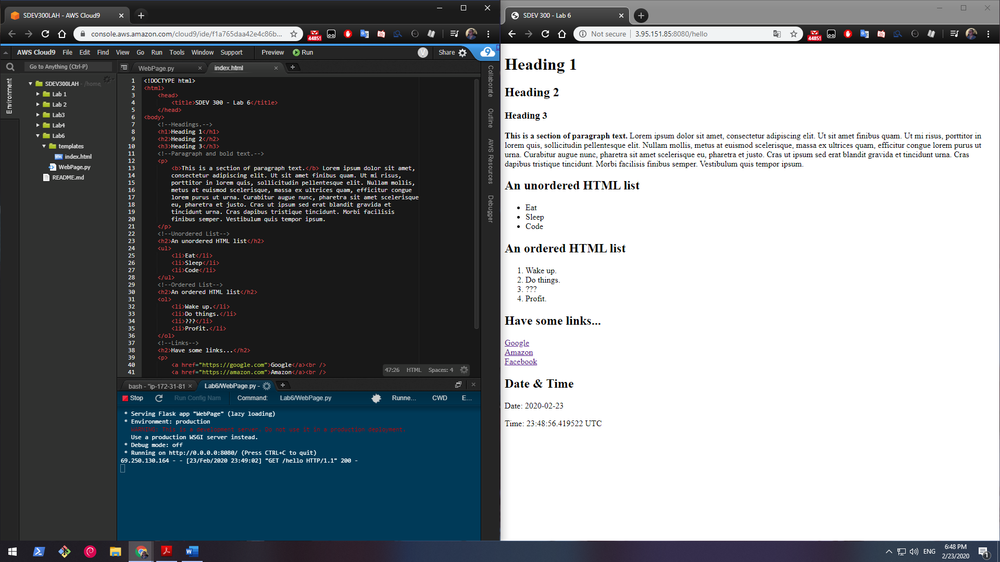 SDEV300LAH - AWS Cloud9
console.aws.amazon.com/cloud9/ide/f1a765daa42e4c86b...
AWS Cloud9 File Edit Find View Go Run Tools Window Support Preview Run V Share 9
Go to Anything (Ctrl-P)
WebPage.py index.html
Environment
SDEV300LAH - /home,
Lab 1
Lab 2
Lab3
Lab4
Lab6
templates
index.html
WebPage.py
README.md
1 <!DOCTYPE html>
2 <html>
3 <head>
4 <title>SDEV 300 - Lab 6</title>
5 </head>
6 <body>
7 <!--Headings.-->
8 <h1>Heading 1</h1>
9 <h2>Heading 2</h2>
10 <h3>Heading 3</h3>
11 <!--Paragraph and bold text.-->
12 <p>
13 <b>This is a section of paragraph text.</b> Lorem ipsum dolor sit amet,
14 consectetur adipiscing elit. Ut sit amet finibus quam. Ut mi risus,
15 porttitor in lorem quis, sollicitudin pellentesque elit. Nullam mollis,
16 metus at euismod scelerisque, massa ex ultrices quam, efficitur congue
17 lorem purus ut urna. Curabitur augue nunc, pharetra sit amet scelerisque
18 eu, pharetra et justo. Cras ut ipsum sed erat blandit gravida et
19 tincidunt urna. Cras dapibus tristique tincidunt. Morbi facilisis
20 finibus semper. Vestibulum quis tempor ipsum.
21 </p>
22 <!--Unordered List-->
23 <h2>An unordered HTML list</h2>
24 <ul>
25 <li>Eat</li>
26 <li>Sleep</li>
27 <li>Code</li>
28 </ul>
29 <!--Ordered List-->
30 <h2>An ordered HTML list</h2>
31 <ol>
32 <li>Wake up.</li>
33 <li>Do things.</li>
34 <li>???</li>
35 <li>Profit.</li>
36 </ol>
37 <!--Links-->
38 <h2>Have some links...</h2>
39 <p>
40 <a href="https://google.com">Google</a><br />
41 <a href="https://amazon.com">Amazon</a><br />
47:26 HTML Spaces: 4
Collaborate
Outline
AWS Resources
Debugger
bash - "ip-172-31-81 Lab6/WebPage.py -
Stop Run Config Nam Command: Lab6/WebPage.py Runne... CWD E...
* Serving Flask app "WebPage" (lazy loading)
* Environment: production
WARNING: This is a development server. Do not use it in a production deployment.
Use a production WSGI server instead.
* Debug mode: off
* Running on http://0.0.0.0:8080/ (Press CTRL+C to quit)
69.250.130.164 - - [23/Feb/2020 23:49:02] "GET /hello HTTP/1.1" 200 -
SDEV 300 - Lab 6
Not secure 3.95.151.85:8080/hello
Heading 1
Heading 2
Heading 3
This is a section of paragraph text. Lorem ipsum dolor sit amet, consectetur adipiscing elit. Ut sit amet finibus quam. Ut mi risus, porttitor in
lorem quis, sollicitudin pellentesque elit. Nullam mollis, metus at euismod scelerisque, massa ex ultrices quam, efficitur congue lorem purus ut
urna. Curabitur augue nunc, pharetra sit amet scelerisque eu, pharetra et justo. Cras ut ipsum sed erat blandit gravida et tincidunt urna. Cras
dapibus tristique tincidunt. Morbi facilisis finibus semper. Vestibulum quis tempor ipsum.
An unordered HTML list
• Eat
• Sleep
• Code
An ordered HTML list
1. Wake up.
2. Do things.
3. ???
4. Profit.
Have some links...
Google
Amazon
Facebook
Date & Time
Date: 2020-02-23
Time: 23:48:56.419522 UTC
ENG
6:48 PM
2/23/2020
1